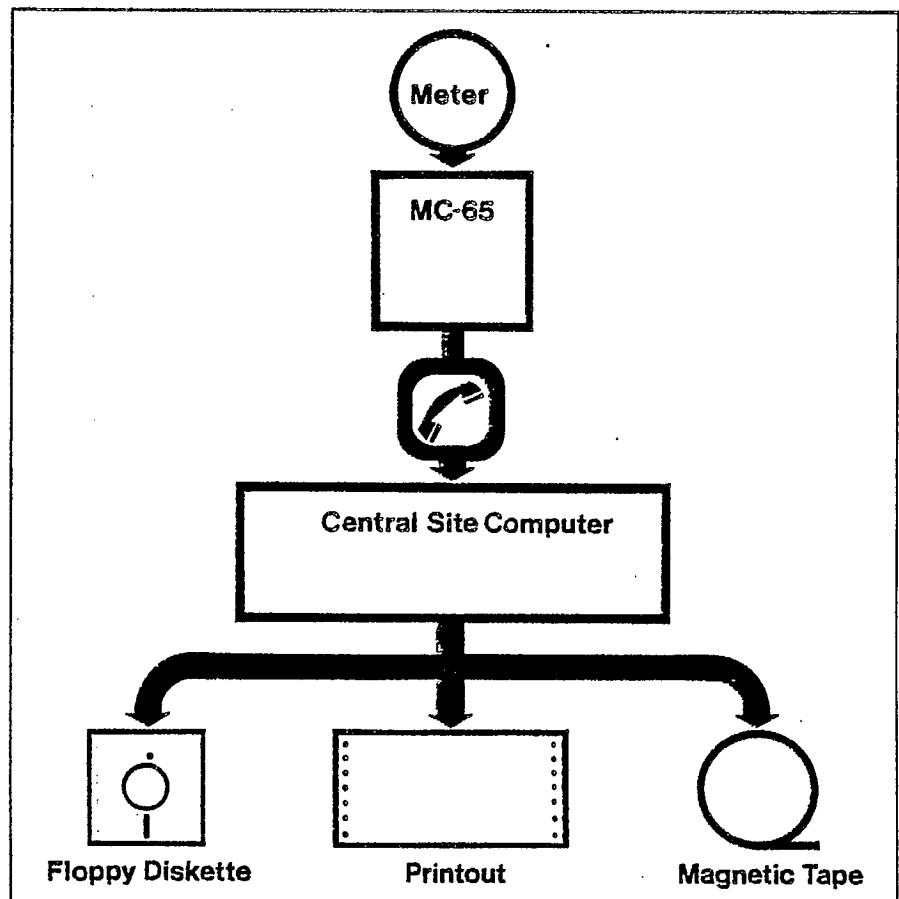 Meter
MC-65
Central Site Computer
Floppy Diskette
Printout
Magnetic Tape